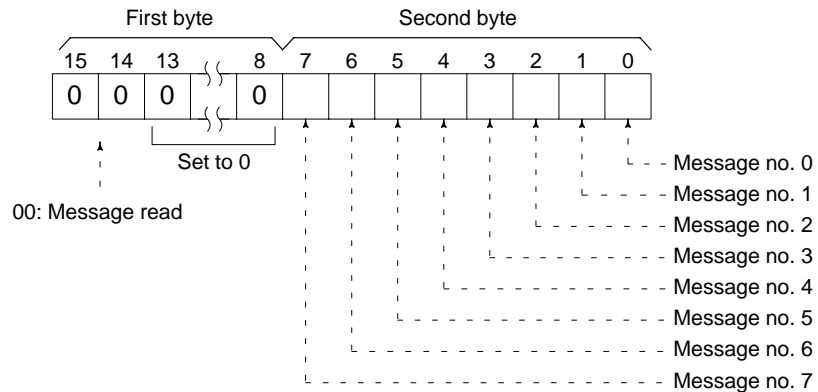 First byte Second byte
15 14 13 8 7 6 5 4 3 2 1 0
0 0 0 0
Set to 0
00: Message read
Message no. 0
Message no. 1
Message no. 2
Message no. 3
Message no. 4
Message no. 5
Message no. 6
Message no. 7